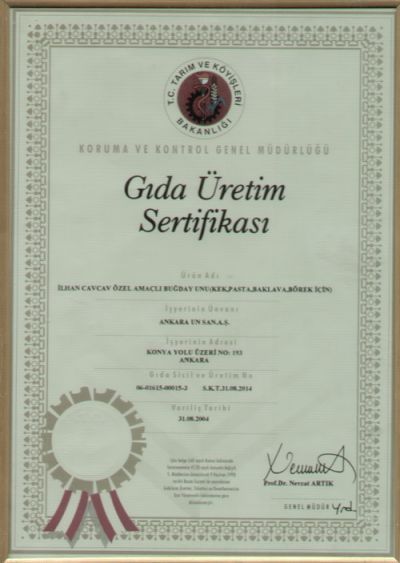 T.C. TARIM VE KÖYİŞLERİ
BAKANLIĞI
KORUMA VE KONTROL GENEL MÜDÜRLÜĞÜ
Gıda Üretim
Sertifikası
Ürün Adı
İLHAN CAVCAV ÖZEL AMAÇLI BUĞDAY UNU(KEK,PASTA,BAKLAVA,BÖREK İÇİN)
İşyerinin Ünvanı
ANKARA UN SAN.A.Ş.
İşyerinin Adresi
KONYA YOLU ÜZERİ NO: 193
ANKARA
Gıda Sicil ve Üretim No
06-01615-00015-2 S.K.T.31.08.2014
Veriliş Tarihi
31.08.2004
Prof.Dr. Nevzat ARTIK
GENEL MÜDÜR Yrd.